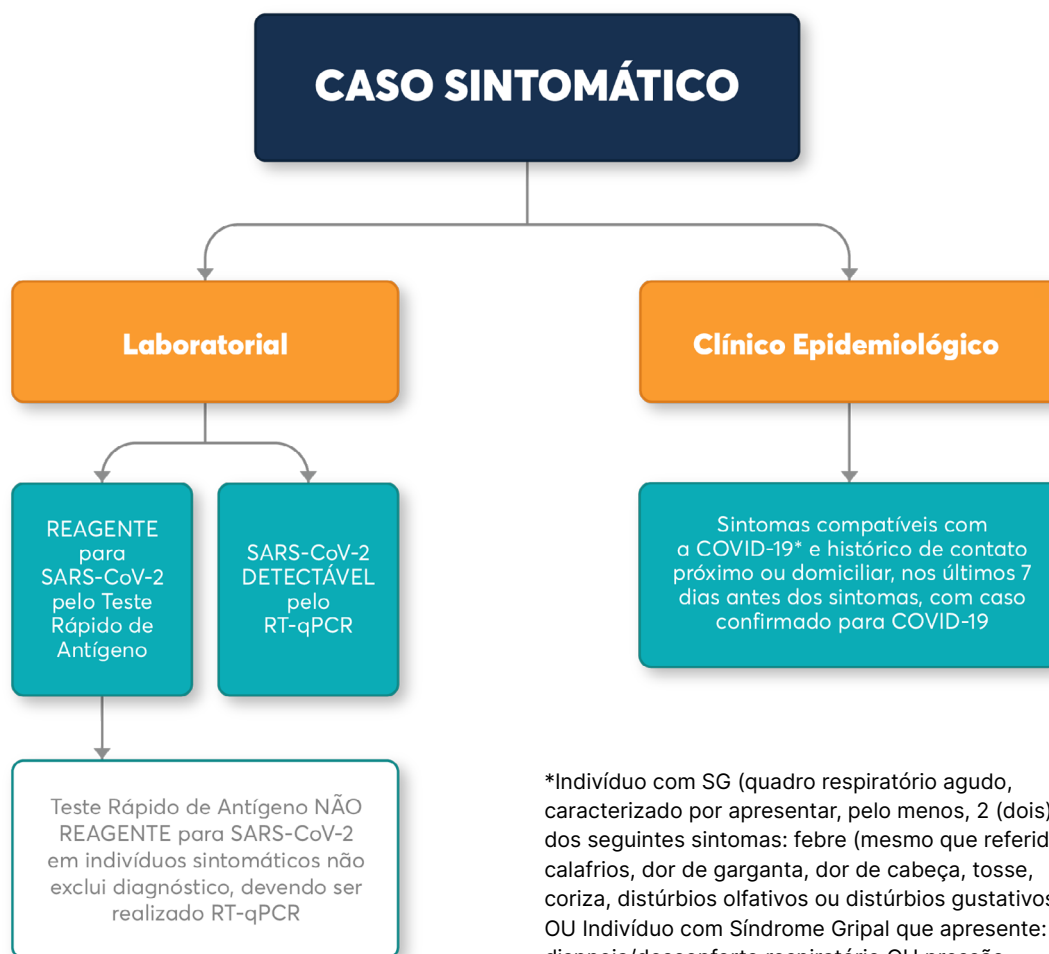 CASO SINTOMÁTICO
Laboratorial
Clínico Epidemiológico
REAGENTE
para
SARS-CoV-2
pelo Teste
Rápido de
Antígeno
SARS-CoV-2
DETECTÁVEL
pelo
RT-qPCR
Sintomas compatíveis com
a COVID-19* e histórico de contato
próximo ou domiciliar, nos últimos 7
dias antes dos sintomas, com caso
confirmado para COVID-19
Teste Rápido de Antígeno NÃO
REAGENTE para SARS-CoV-2
em indivíduos sintomáticos não
exclui diagnóstico, devendo ser
realizado RT-qPCR
*Indivíduo com SG (quadro respiratório agudo,
caracterizado por apresentar, pelo menos, 2 (dois)
dos seguintes sintomas: febre (mesmo que
calafrios, dor de garganta, dor de cabeça, tosse,
coriza, distúrbios olfativos ou distúrbios gustativos
OU Indivíduo com Síndrome Gripal que apresente: